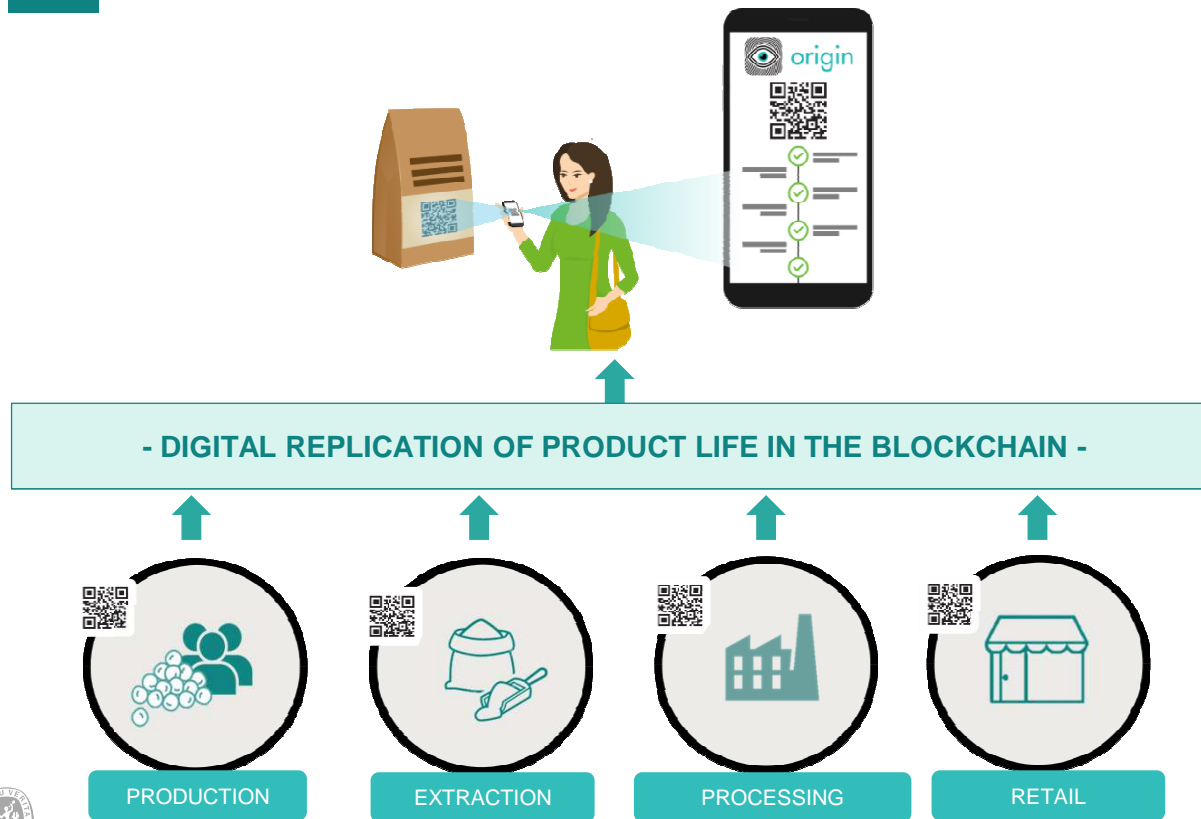 origin
- DIGITAL REPLICATION OF PRODUCT LIFE IN THE BLOCKCHAIN -
PRODUCTION
EXTRACTION
PROCESSING
RETAIL